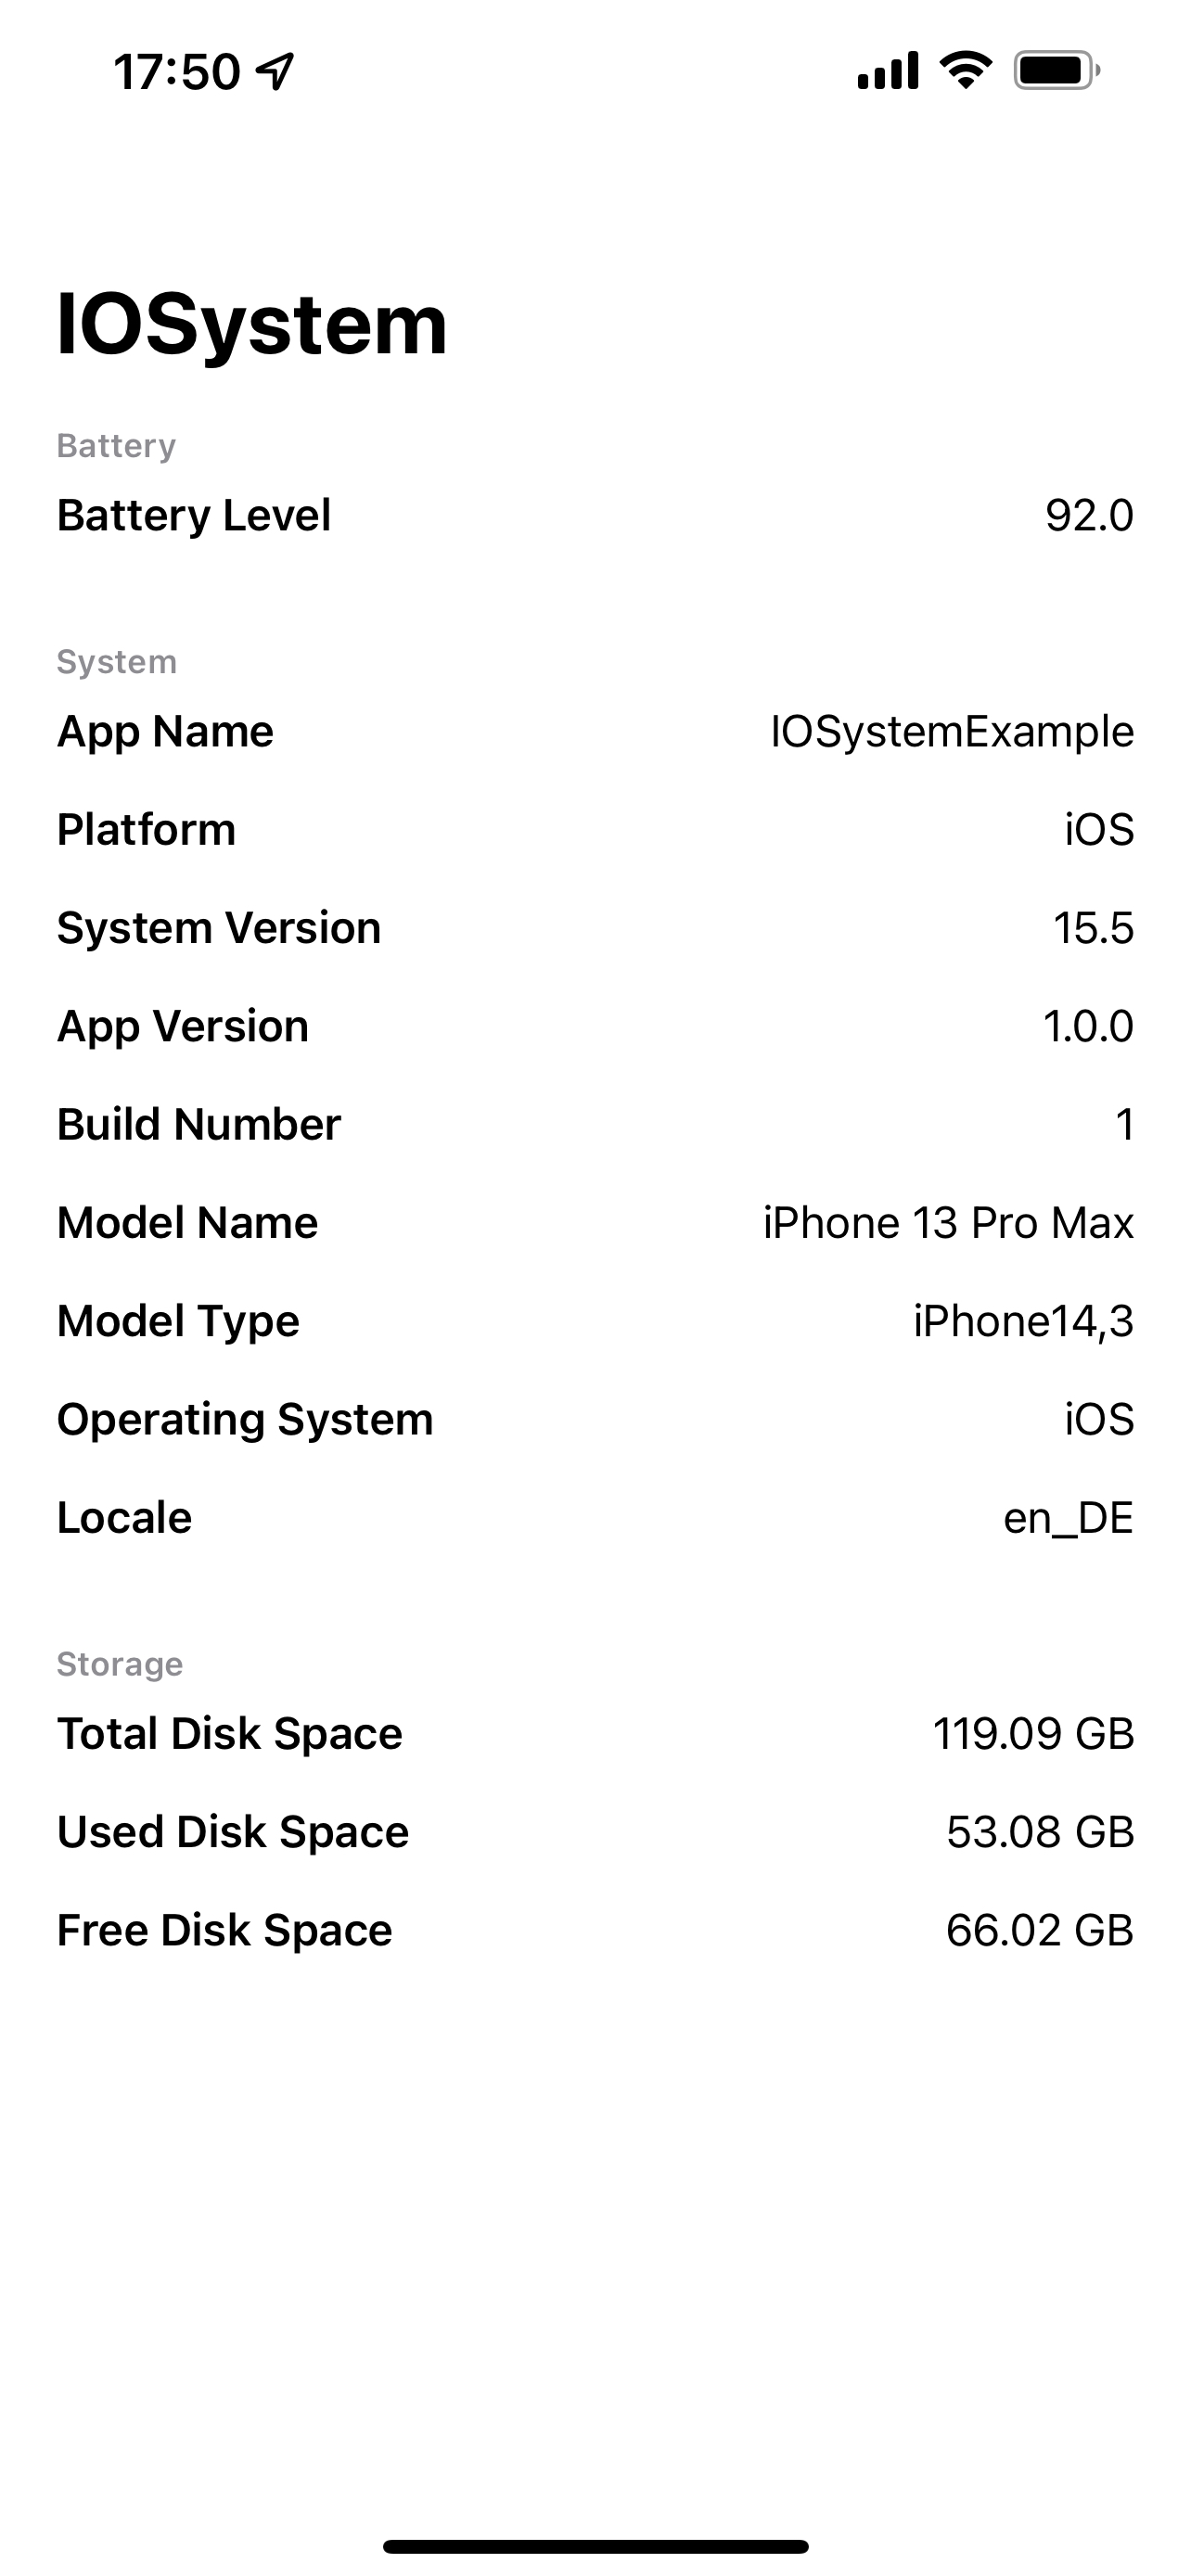 17:50
IOSystem
Battery
Battery Level 92.0
System
App Name IOSystemExample
Platform iOS
System Version 15.5
App Version 1.0.0
Build Number 1
Model Name iPhone 13 Pro Max
Model Type iPhone14,3
Operating System iOS
Locale en_DE
Storage
Total Disk Space 119.09 GB
Used Disk Space 53.08 GB
Free Disk Space 66.02 GB